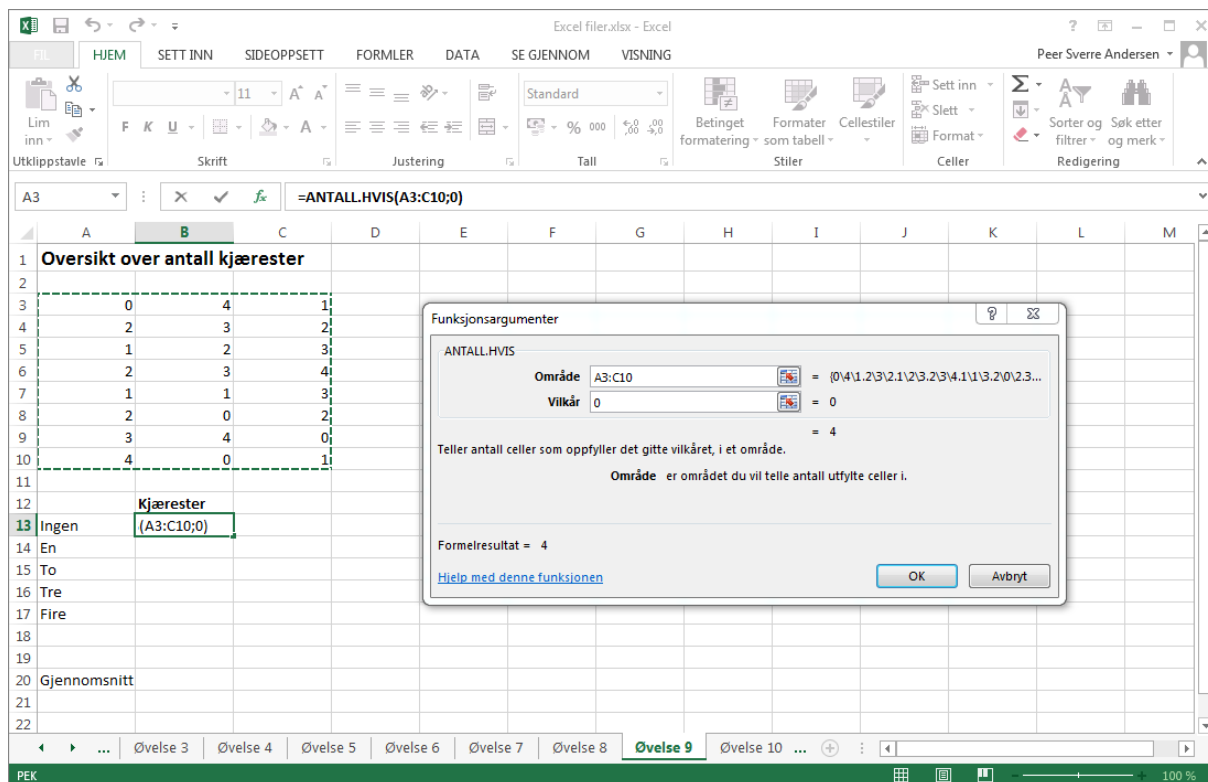 Excel filer.xlsx - Excel
FIL HJEM SETT INN SIDEOPPSETT FORMLER DATA SE GJENNOM VISNING Peer Sverre Andersen
Lim inn
F K U
11
A A
A
Standard
% 000
Betinget formatering
Formater som tabell
Cellestiler
Sett inn
Slett
Format
Σ
Sorter og filtrer
Søk etter og merk
Utklippstavle Skrift Justering Tall Stiler Celler Redigering
A3 fx =ANTALL.HVIS(A3:C10;0)
A B C D E F G H I J K L M
1 Oversikt over antall kjærester
2
3 0 4 1
4 2 3 2
5 1 2 3
6 2 3 4
7 1 1 3
8 2 0 2
9 3 4 0
10 4 0 1
11
12 Kjærester
13 Ingen (A3:C10;0)
14 En
15 To
16 Tre
17 Fire
18
19
20 Gjennomsnitt
21
22
Funksjonsargumenter
ANTALL.HVIS
Område A3:C10 = {0\4\1.2\3\2.1\2\3.2\3\4.1\1\3.2\0\2.3...
Vilkår 0 = 0
= 4
Teller antall celler som oppfyller det gitte vilkåret, i et område.
Område er området du vil telle antall utfylte celler i.
Formelresultat = 4
Hjelp med denne funksjonen
OK Avbryt
... Øvelse 3 Øvelse 4 Øvelse 5 Øvelse 6 Øvelse 7 Øvelse 8 Øvelse 9 Øvelse 10 ...
PEK 100 %